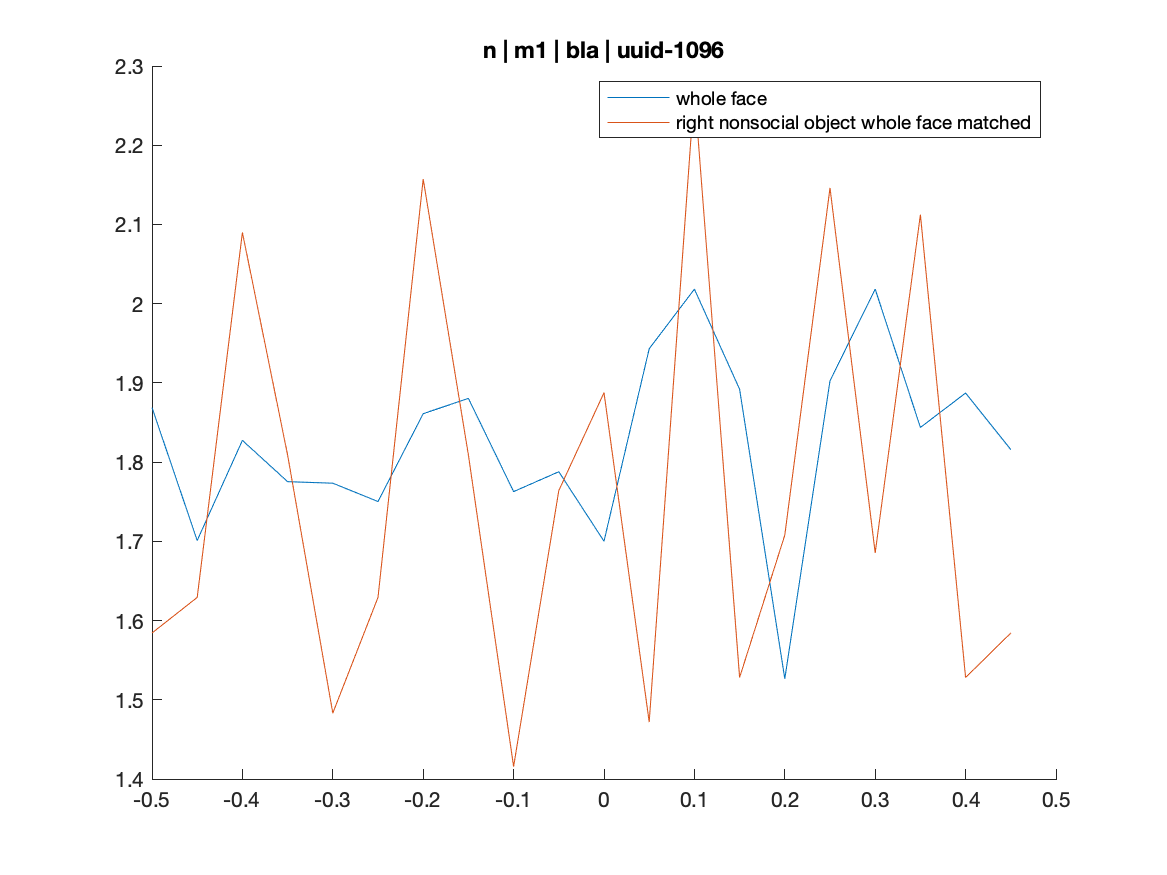 n | m1 | bla | uuid-1096
whole face
right nonsocial object whole face matched
2.3
2.2
2.1
2
1.9
1.8
1.7
1.6
1.5
1.4
-0.5 -0.4 -0.3 -0.2 -0.1 0 0.1 0.2 0.3 0.4 0.5